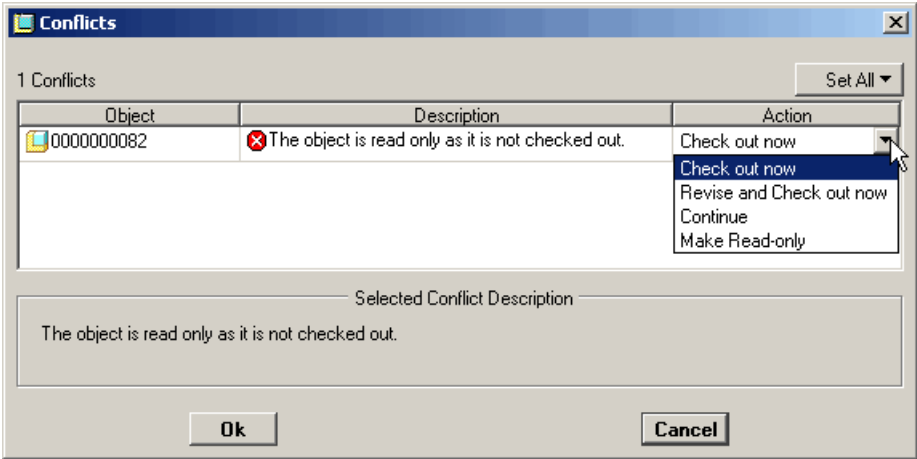 Conflicts
1 Conflicts
Set All
Object Description Action
0000000082 The object is read only as it is not checked out. Check out now
Check out now
Revise and Check out now
Continue
Make Read-only
Selected Conflict Description
The object is read only as it is not checked out.
Ok Cancel